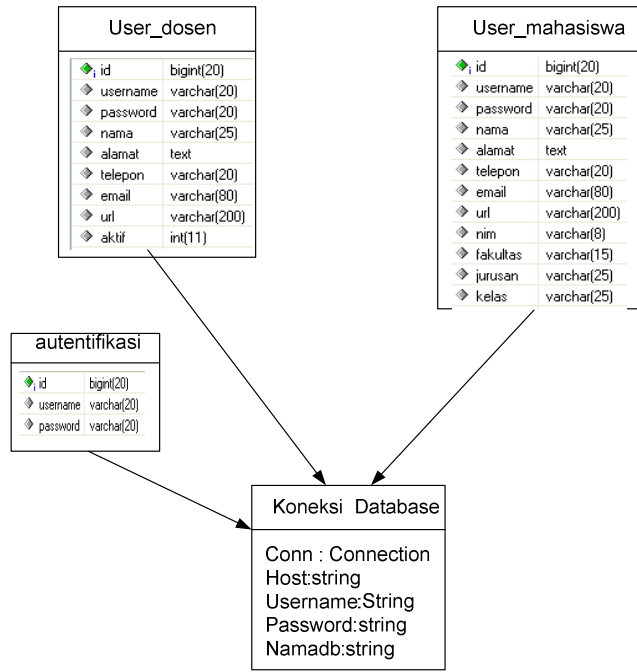 User_dosen
id bigint(20)
username varchar(20)
password varchar(20)
nama varchar(25)
alamat text
telepon varchar(20)
email varchar(80)
url varchar(200)
aktif int(11)
User_mahasiswa
id bigint(20)
username varchar(20)
password varchar(20)
nama varchar(25)
alamat text
telepon varchar(20)
email varchar(80)
url varchar(200)
nim varchar(8)
fakultas varchar(15)
jurusan varchar(25)
kelas varchar(25)
autentifikasi
id bigint(20)
username varchar(20)
password varchar(20)
Koneksi Database
Conn : Connection
Host:string
Username:String
Password:string
Namadb:string